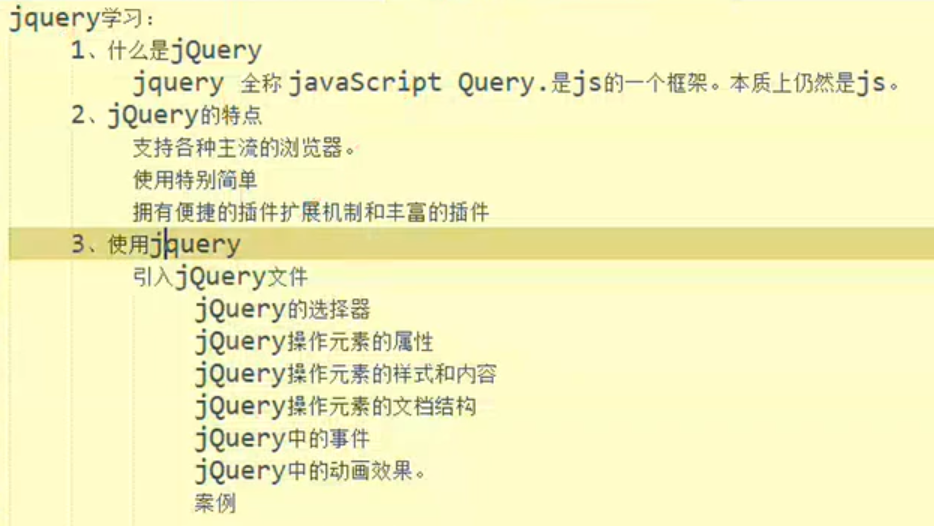 jquery学习：
1、什么是jQuery
jquery 全称 javaScript Query.是js的一个框架。本质上仍然是js。
2、jQuery的特点
支持各种主流的浏览器。
使用特别简单
拥有便捷的插件扩展机制和丰富的插件
3、使用jquery
引入jQuery文件
jQuery的选择器
jQuery操作元素的属性
jQuery操作元素的样式和内容
jQuery操作元素的文档结构
jQuery中的事件
jQuery中的动画效果。
案例